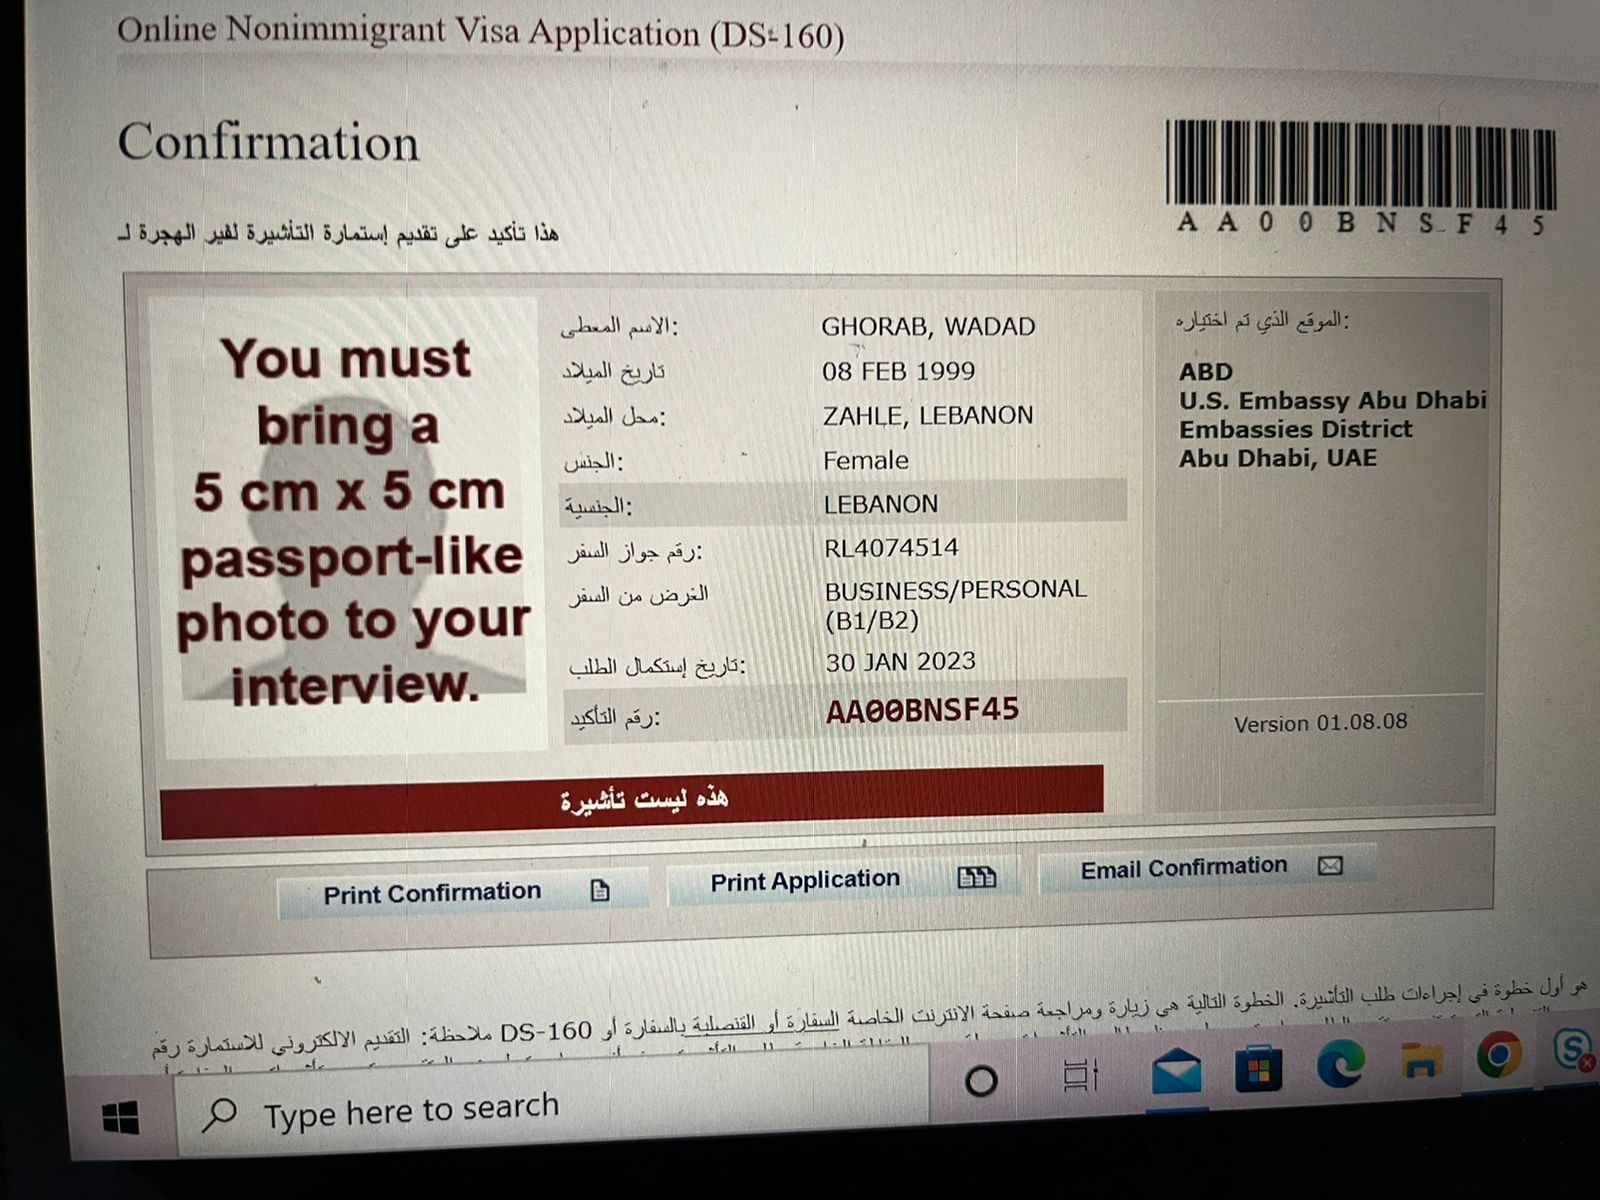 Online Nonimmigrant Visa Application (DS-160)
Confirmation
AA00BNSF45
هذا تأكيد على تقديم إستمارة التأشيرة لغير الهجرة لـ
You must
bring a
5 cm x 5 cm
passport-like
photo to your
interview.
الاسم المعطى: GHORAB, WADAD
تاريخ الميلاد 08 FEB 1999
محل الميلاد: ZAHLE, LEBANON
الجنس: Female
الجنسية: LEBANON
رقم جواز السفر: RL4074514
الغرض من السفر BUSINESS/PERSONAL
(B1/B2)
تاريخ إستكمال الطلب: 30 JAN 2023
رقم التأكيد: AA00BNSF45
الموقع الذي تم اختياره:
ABD
U.S. Embassy Abu Dhabi
Embassies District
Abu Dhabi, UAE
Version 01.08.08
هذه ليست تأشيرة
Print Confirmation
Print Application
Email Confirmation
هو أول خطوة في إجراءات طلب التأشيرة. الخطوة التالية هي زيارة ومراجعة صفحة الانترنت الخاصة السفارة أو القنصلية بالسفارة أو DS-160 ملاحظة: التقديم الالكتروني للاستمارة رقم
Type here to search